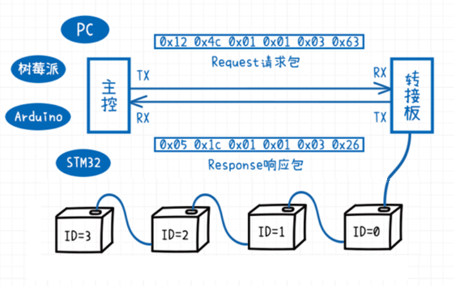 PC
0x12 0x4c 0x01 0x01 0x03 0x63
Request请求包
树莓派
主控
TX
RX
转接板
Arduino
RX
TX
0x05 0x1c 0x01 0x01 0x03 0x26
STM32
Response响应包
ID=3
ID=2
ID=1
ID=0